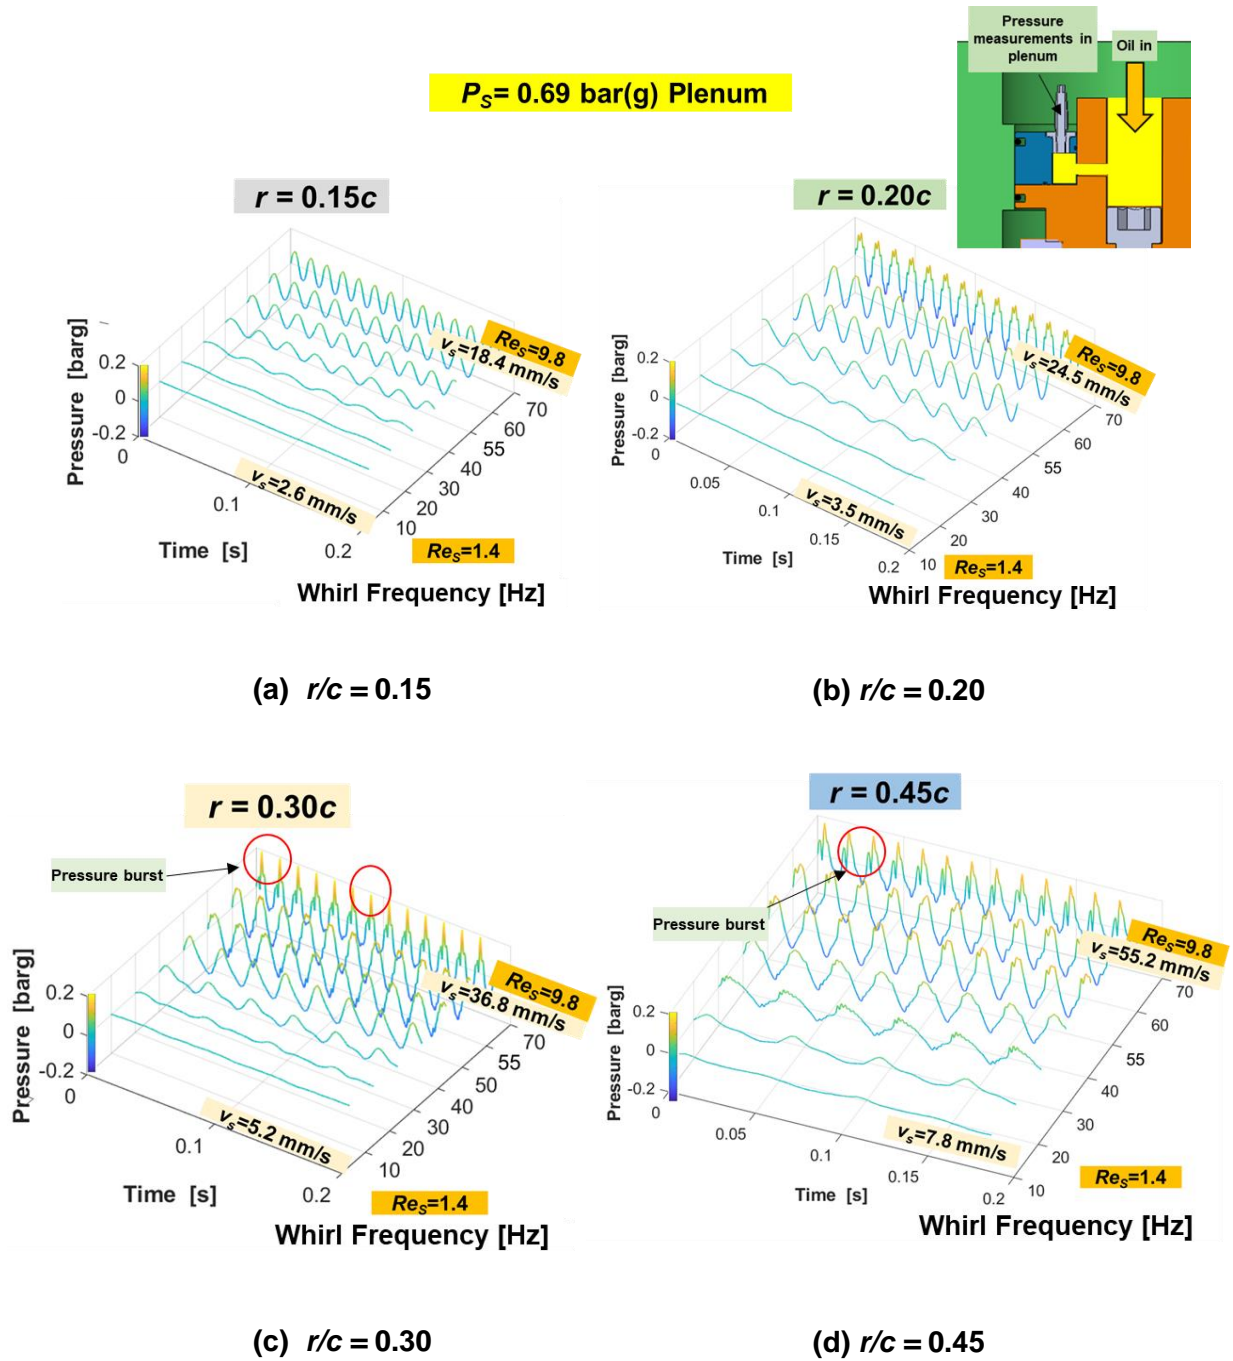 Pressure
measurements in
plenum
Oil in
P_S= 0.69 bar(g) Plenum
r = 0.15c
Pressure [barg]
0.2
0
-0.2
0
0.1
0.2
Time [s]
10
20
30
40
55
60
70
Whirl Frequency [Hz]
v_s=2.6 mm/s
Re_S=1.4
v_s=18.4 mm/s
Re_S=9.8
(a) r/c = 0.15
r = 0.20c
Pressure [barg]
0.2
0
-0.2
0
0.05
0.1
0.15
0.2
Time [s]
10
20
30
40
55
60
70
Whirl Frequency [Hz]
v_s=3.5 mm/s
Re_S=1.4
v_s=24.5 mm/s
Re_S=9.8
(b) r/c = 0.20
r = 0.30c
Pressure burst
Pressure [barg]
0.2
0
-0.2
0
0.1
0.2
Time [s]
10
20
30
40
50
55
70
Whirl Frequency [Hz]
v_s=5.2 mm/s
Re_S=1.4
v_s=36.8 mm/s
Re_S=9.8
(c) r/c = 0.30
r = 0.45c
Pressure burst
Pressure [barg]
0.2
0
-0.2
0
0.05
0.1
0.15
0.2
Time [s]
10
20
30
40
55
60
70
Whirl Frequency [Hz]
v_s=7.8 mm/s
Re_S=1.4
v_s=55.2 mm/s
Re_S=9.8
(d) r/c = 0.45